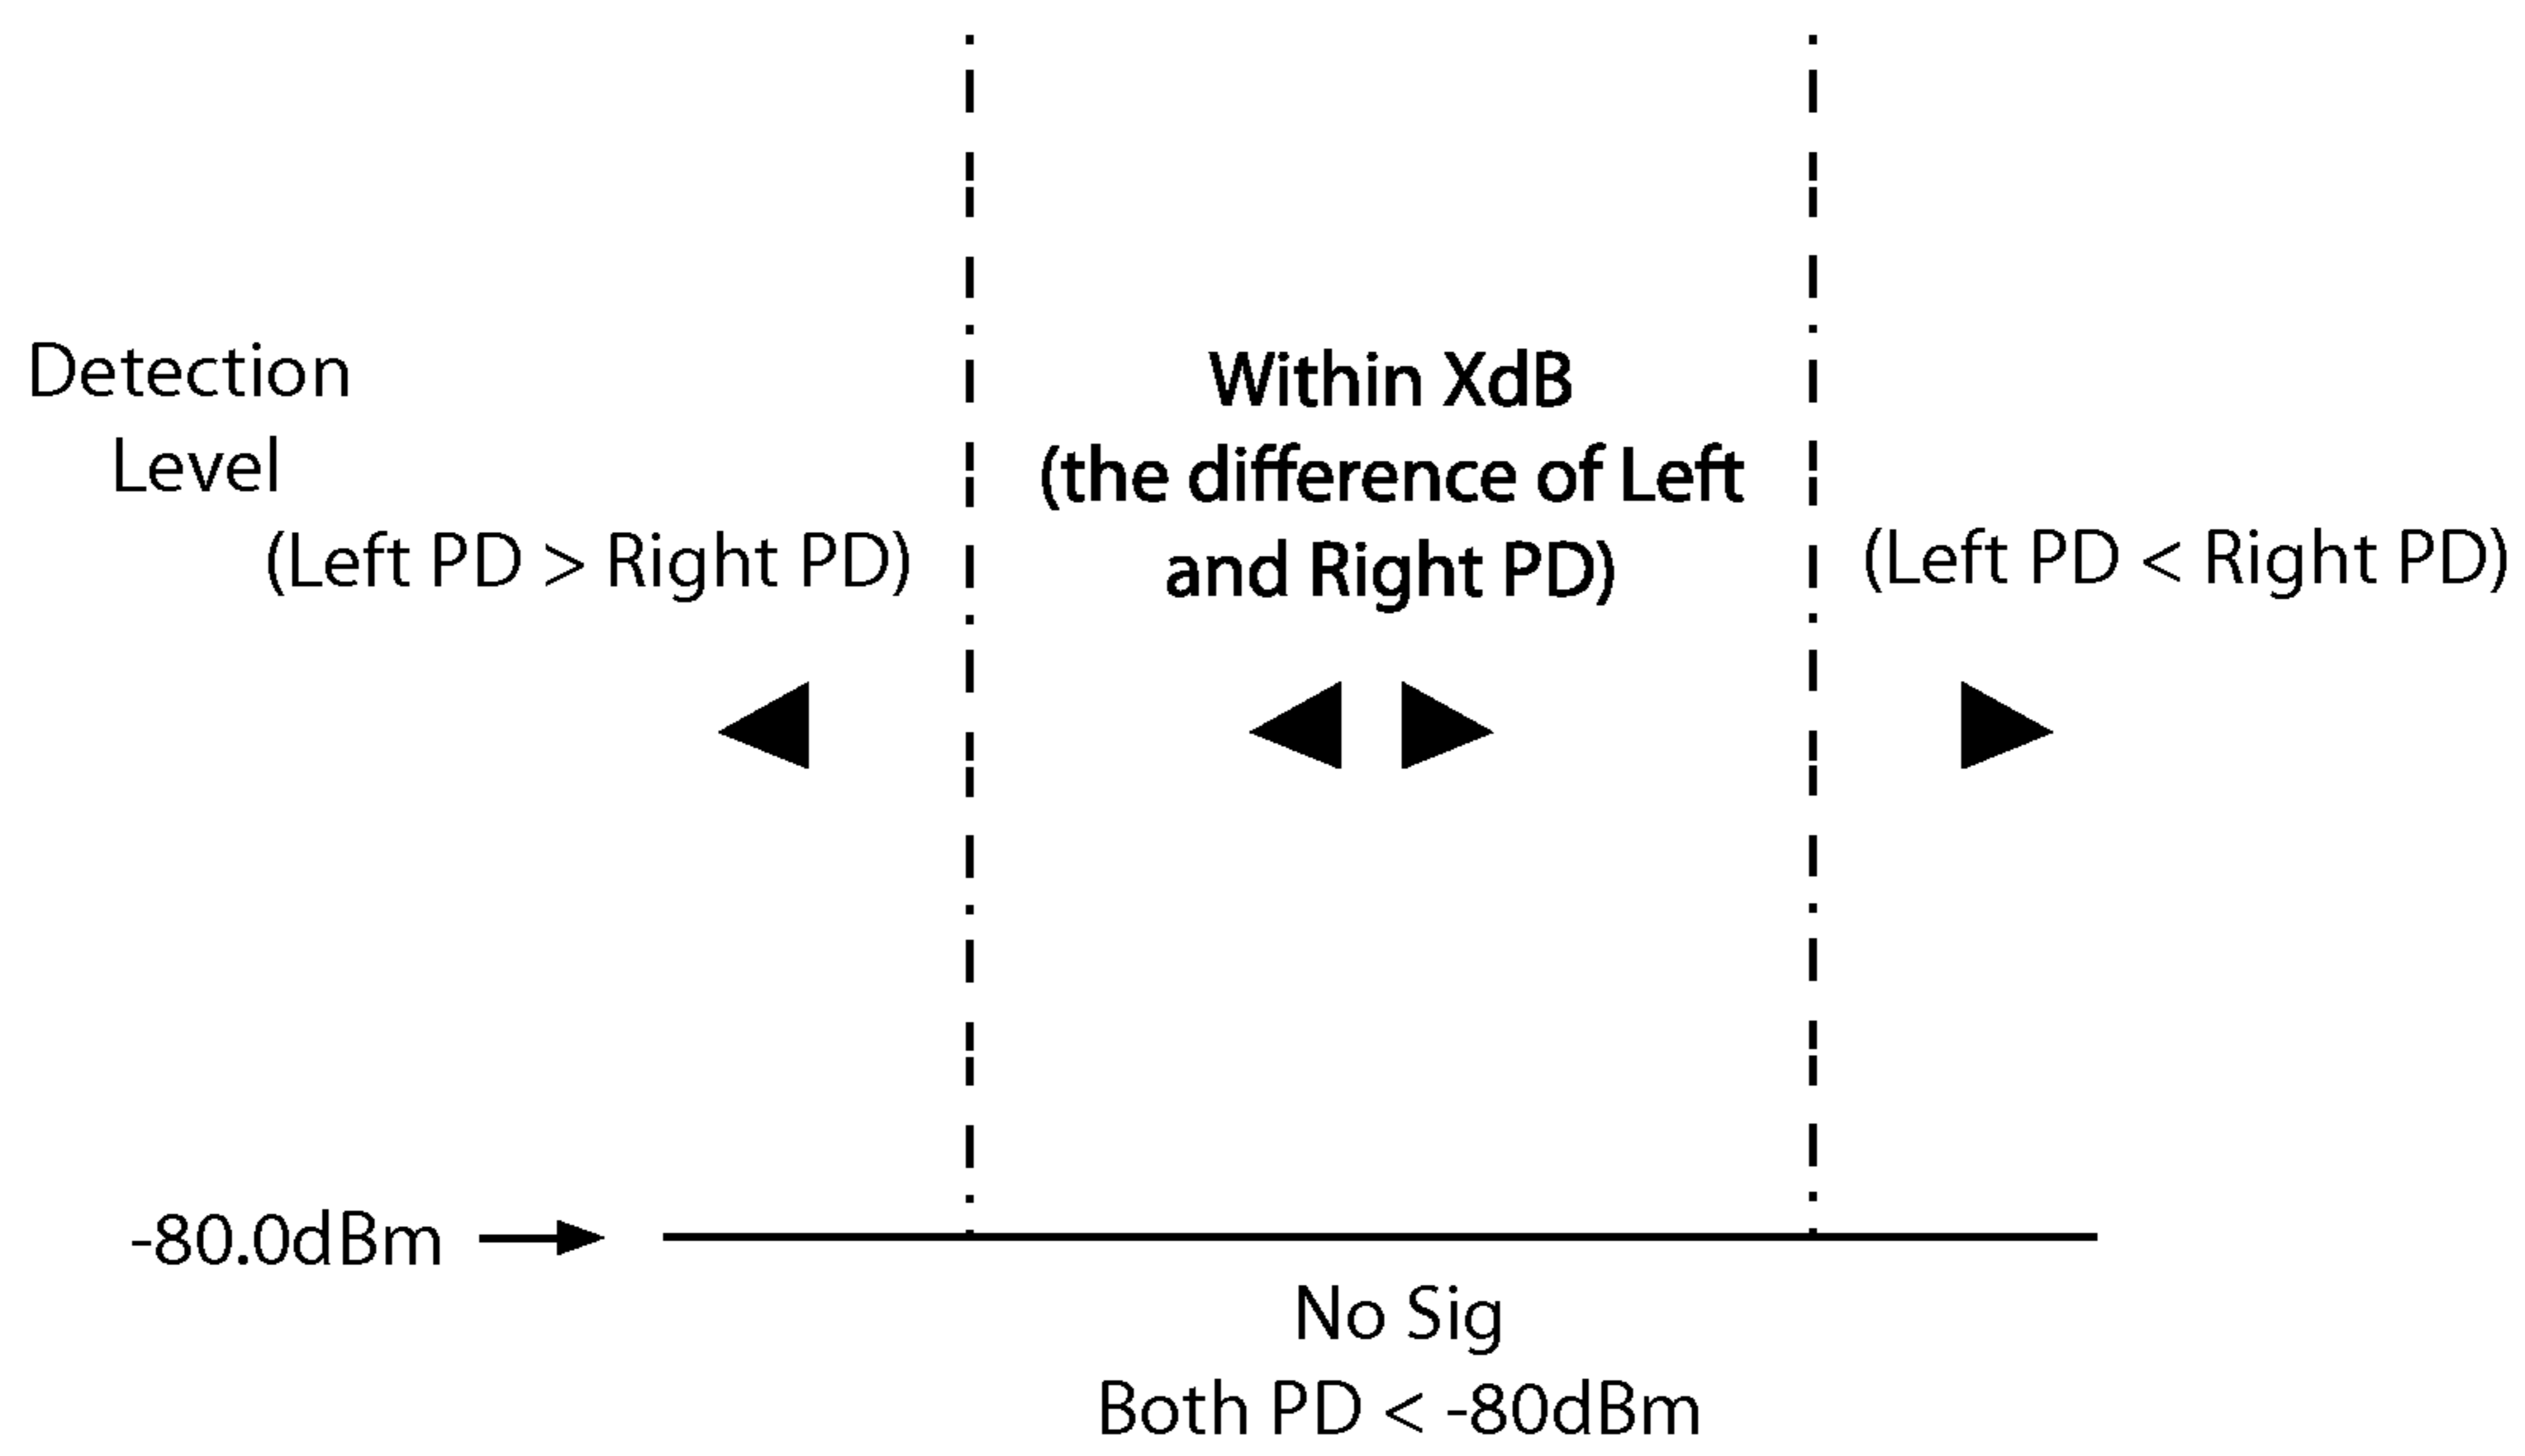 Detection
Level
(Left PD > Right PD)
Within XdB
(the difference of Left
and Right PD)
(Left PD < Right PD)
-80.0dBm
No Sig
Both PD < -80dBm